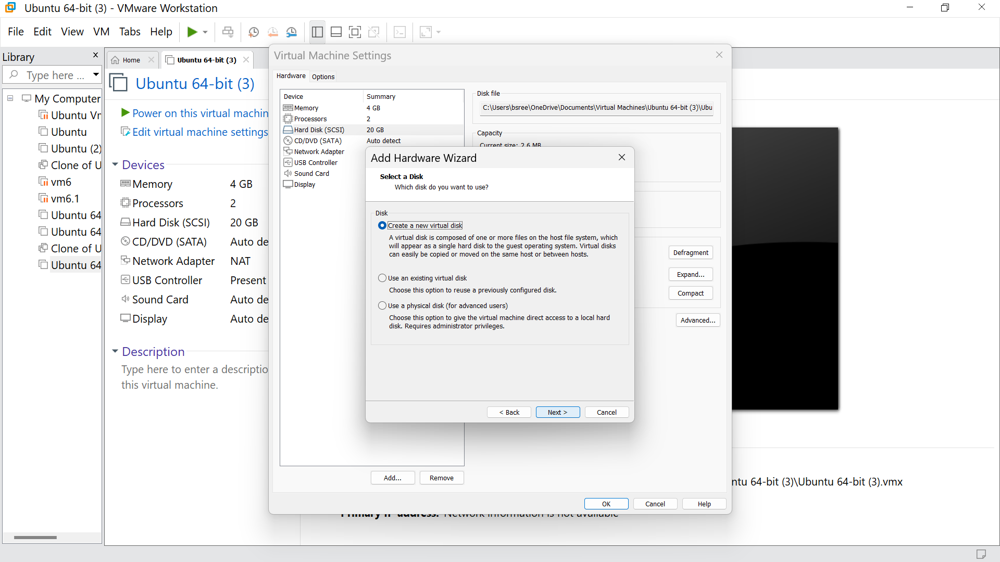 Ubuntu 64-bit (3) - VMware Workstation
File Edit View VM Tabs Help
Library
Type here ...
My Computer
Ubuntu Vr
Ubuntu
Ubuntu (2)
Clone of U
vm6
vm6.1
Ubuntu 64
Ubuntu 64
Clone of U
Ubuntu 64
Home
Ubuntu 64-bit (3)
Ubuntu 64-bit (3)
Power on this virtual machin
Edit virtual machine settings
Devices
Memory 4 GB
Processors 2
Hard Disk (SCSI) 20 GB
CD/DVD (SATA) Auto de
Network Adapter NAT
USB Controller Present
Sound Card Auto de
Display Auto de
Description
Type here to enter a descriptio
this virtual machine.
Virtual Machine Settings
Hardware Options
Device Summary
Memory 4 GB
Processors 2
Hard Disk (SCSI) 20 GB
CD/DVD (SATA) Auto detect
Network Adapter
USB Controller
Sound Card
Display
Add...
Remove
Disk file
C:\Users\bsree\OneDrive\Documents\Virtual Machines\Ubuntu 64-bit (3)\Ubu
Capacity
Current size: 2.6 MB
Defragment
Expand...
Compact
Advanced...
Add Hardware Wizard
Select a Disk
Which disk do you want to use?
Disk
Create a new virtual disk
A virtual disk is composed of one or more files on the host file system, which
will appear as a single hard disk to the guest operating system. Virtual disks
can easily be copied or moved on the same host or between hosts.
Use an existing virtual disk
Choose this option to reuse a previously configured disk.
Use a physical disk (for advanced users)
Choose this option to give the virtual machine direct access to a local hard
disk. Requires administrator privileges.
< Back
Next >
Cancel
OK
Cancel
Help
ntu 64-bit (3)\Ubuntu 64-bit (3).vmx
Primary IP address: Network information is not available